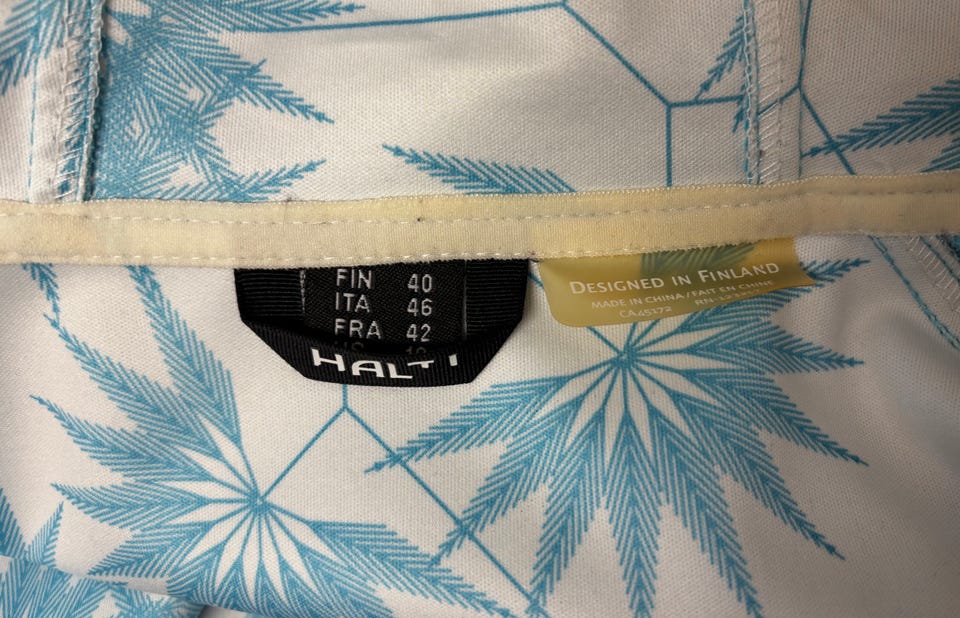 FIN 40
ITA 46
FRA 42
HALTI
DESIGNED IN FINLAND
MADE IN CHINA / FAIT EN CHINE
CA45172